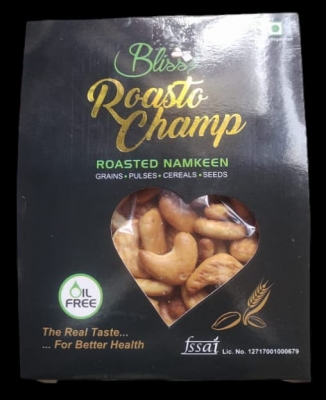 Bliss
Roasto
Champ
ROASTED NAMKEEN
GRAINS • PULSES • CEREALS • SEEDS
OIL
FREE
The Real Taste...
... For Better Health
fssai Lic. No. 12717001000679